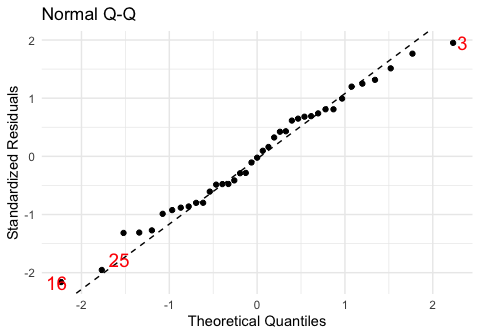 Normal Q-Q
2
3
1
0
-1
25
16
-2
-2 -1 0 1 2
Theoretical Quantiles
Standardized Residuals